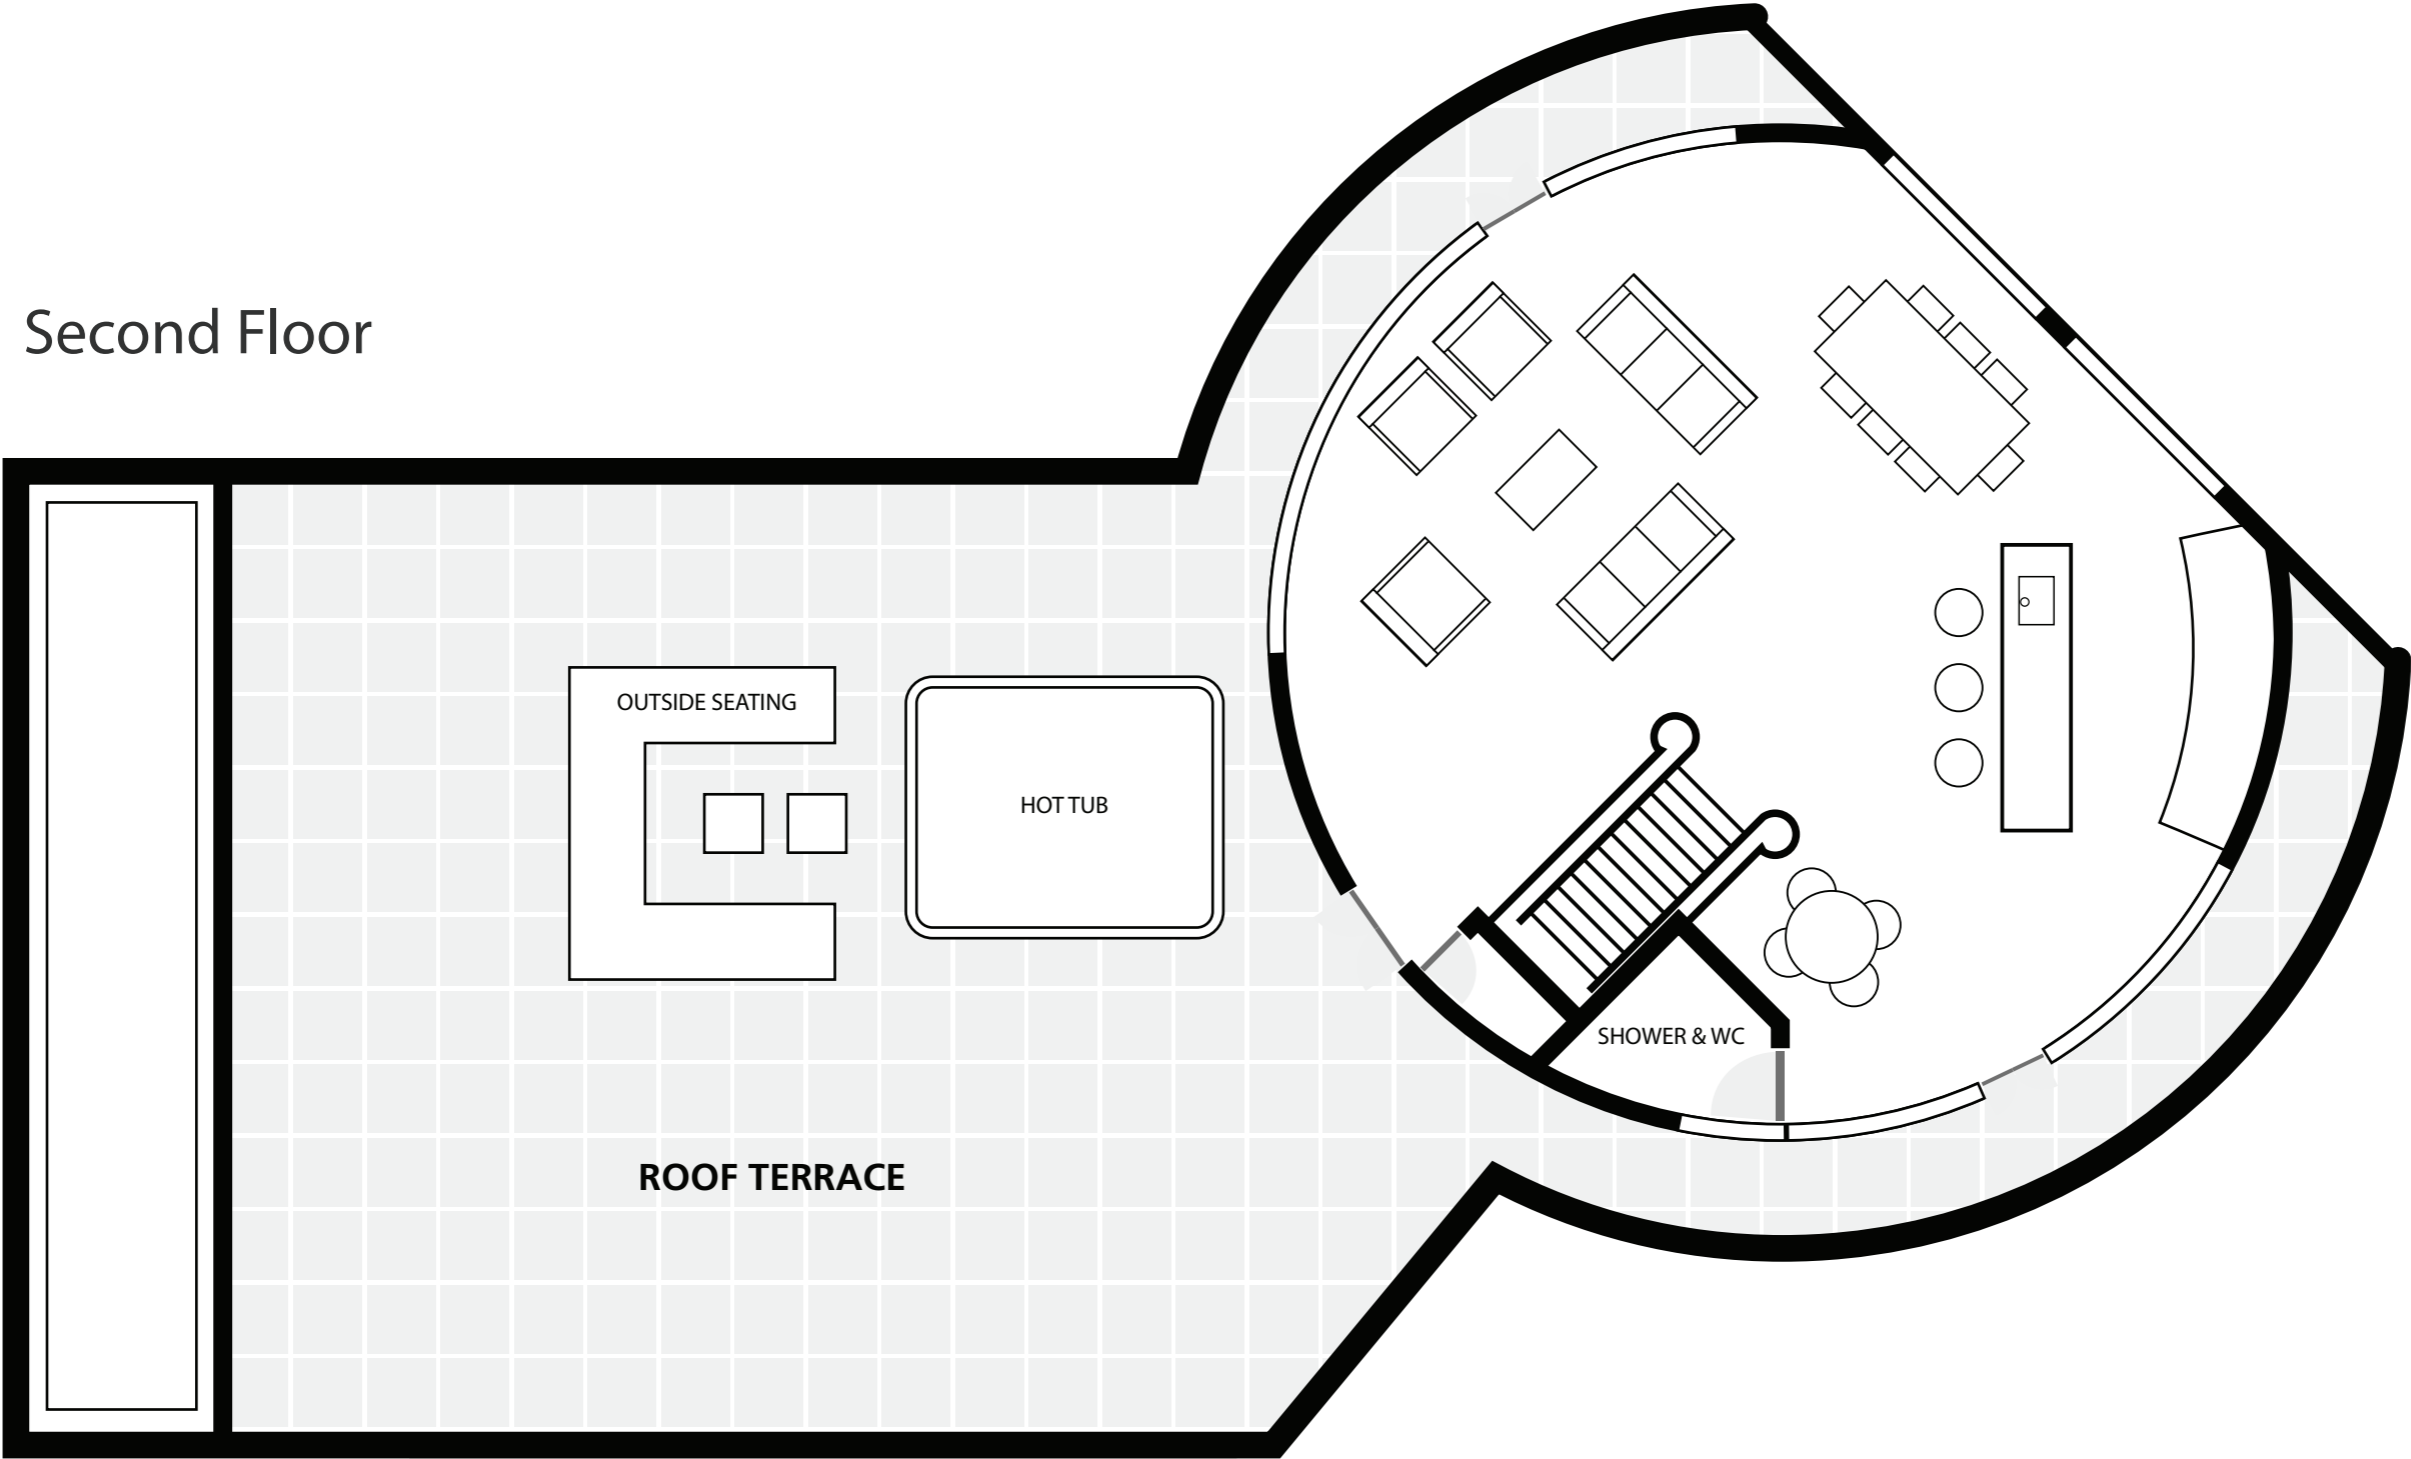 Second Floor
OUTSIDE SEATING
HOT TUB
SHOWER & WC
ROOF TERRACE